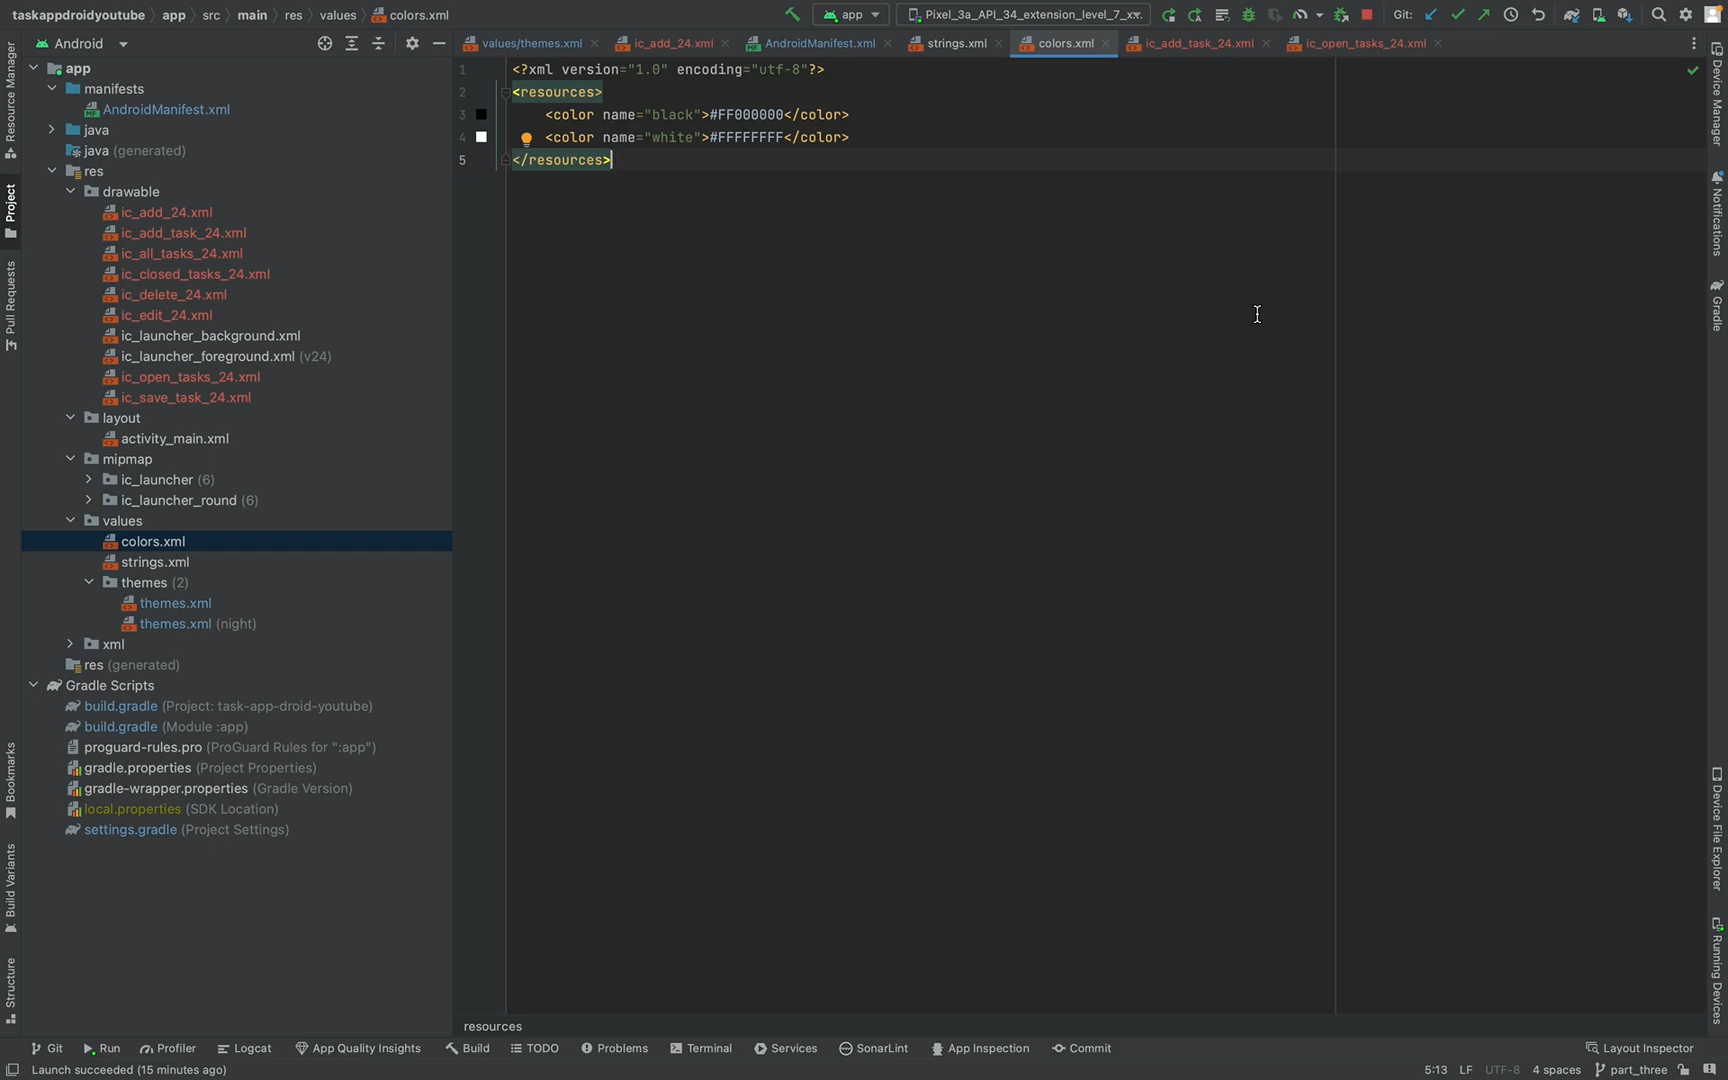 taskappdroidyoutube app src main res values colors.xml
app Pixel_3a_API_34_extension_level_7_x... Git:
Android
values/themes.xml ic_add_24.xml AndroidManifest.xml strings.xml colors.xml ic_add_task_24.xml ic_open_tasks_24.xml
app
manifests
AndroidManifest.xml
java
java (generated)
res
drawable
ic_add_24.xml
ic_add_task_24.xml
ic_all_tasks_24.xml
ic_closed_tasks_24.xml
ic_delete_24.xml
ic_edit_24.xml
ic_launcher_background.xml
ic_launcher_foreground.xml (v24)
ic_open_tasks_24.xml
ic_save_task_24.xml
layout
activity_main.xml
mipmap
ic_launcher (6)
ic_launcher_round (6)
values
colors.xml
strings.xml
themes (2)
themes.xml
themes.xml (night)
xml
res (generated)
Gradle Scripts
build.gradle (Project: task-app-droid-youtube)
build.gradle (Module :app)
proguard-rules.pro (ProGuard Rules for ":app")
gradle.properties (Project Properties)
gradle-wrapper.properties (Gradle Version)
local.properties (SDK Location)
settings.gradle (Project Settings)
1 <?xml version="1.0" encoding="utf-8"?>
2 <resources>
3 <color name="black">#FF000000</color>
4 <color name="white">#FFFFFFFF</color>
5 </resources>
Resource Manager
Project
Pull Requests
Bookmarks
Build Variants
Structure
Device Manager
Notifications
Gradle
Device File Explorer
Running Devices
resources
Git Run Profiler Logcat App Quality Insights Build TODO Problems Terminal Services SonarLint App Inspection Commit Layout Inspector
Launch succeeded (15 minutes ago) 5:13 LF UTF-8 4 spaces part_three